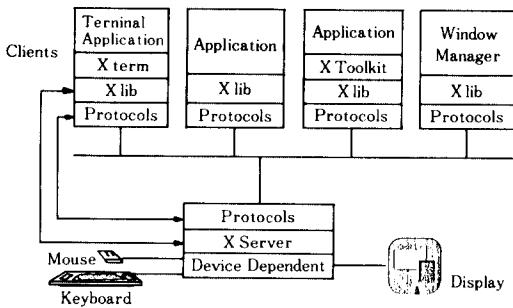 Clients
Terninal
Application
X term
X lib
Protocols
Application
X lib
Protocols
Application
X Toolkit
X lib
Protocols
Window
Manager
X lib
Protocols
Protocols
X Server
Device Dependent
Mouse
Keyboard
Display